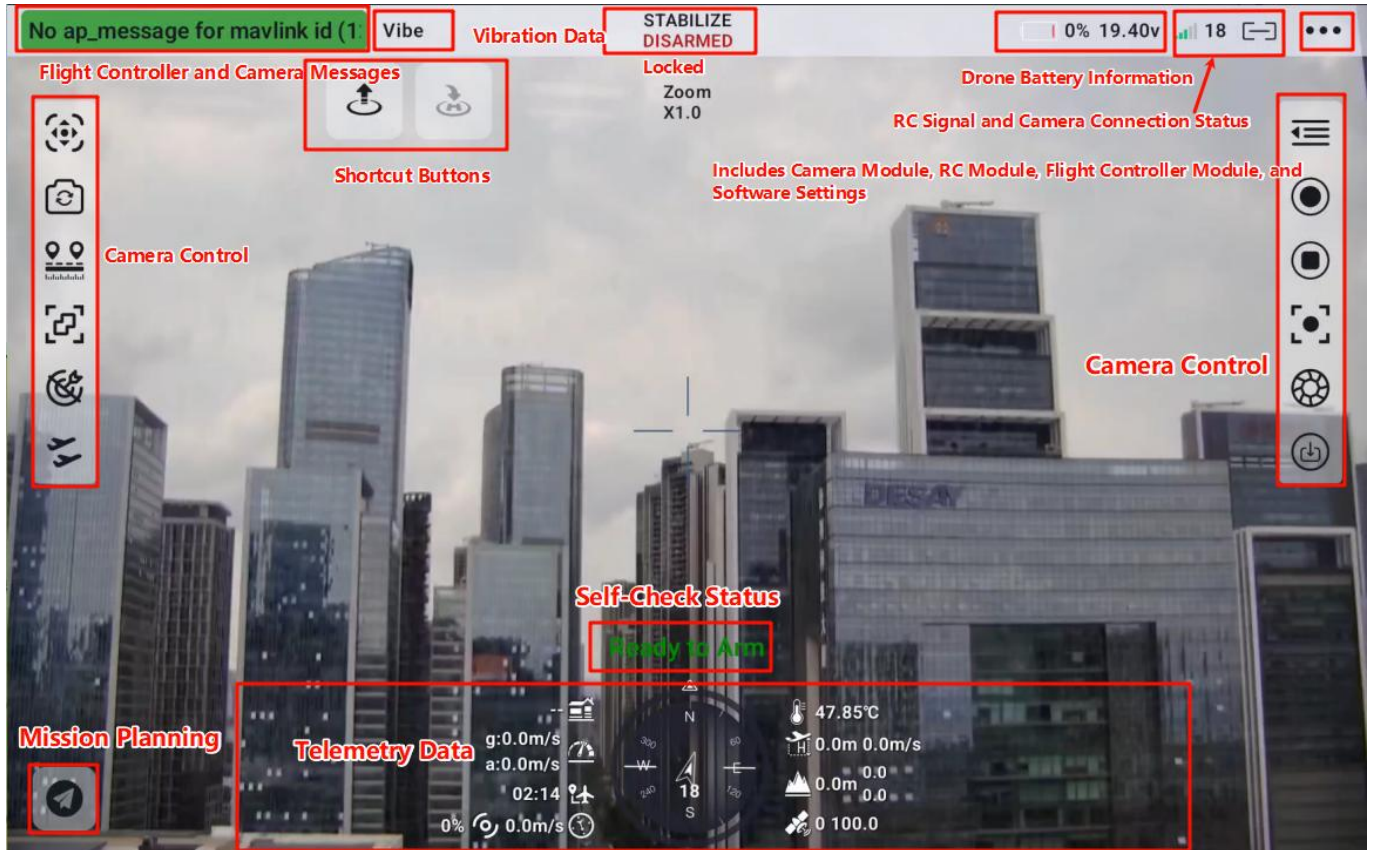 No ap_message for mavlink id (1:
Vibe
Vibration Data
STABILIZE
DISARMED
0% 19.40v
18
Flight Controller and Camera Messages
Locked
Zoom
X1.0
Drone Battery Information
RC Signal and Camera Connection Status
Shortcut Buttons
Includes Camera Module, RC Module, Flight Controller Module, and
Software Settings
Camera Control
Camera Control
DESAY
Self-Check Status
Ready to Arm
Mission Planning
Telemetry Data
--
g:0.0m/s
a:0.0m/s
02:14
0% 0.0m/s
N
300
60
W
E
240
18
120
S
47.85℃
H
0.0m 0.0m/s
0.0m
0.0
0.0
0 100.0